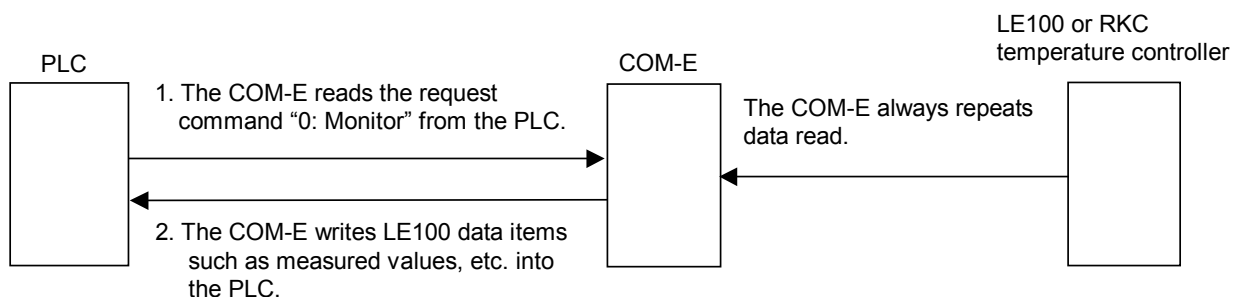 PLC
1. The COM-E reads the request
command “0: Monitor” from the PLC.
2. The COM-E writes LE100 data items
such as measured values, etc. into
the PLC.
COM-E
The COM-E always repeats
data read.
LE100 or RKC
temperature controller